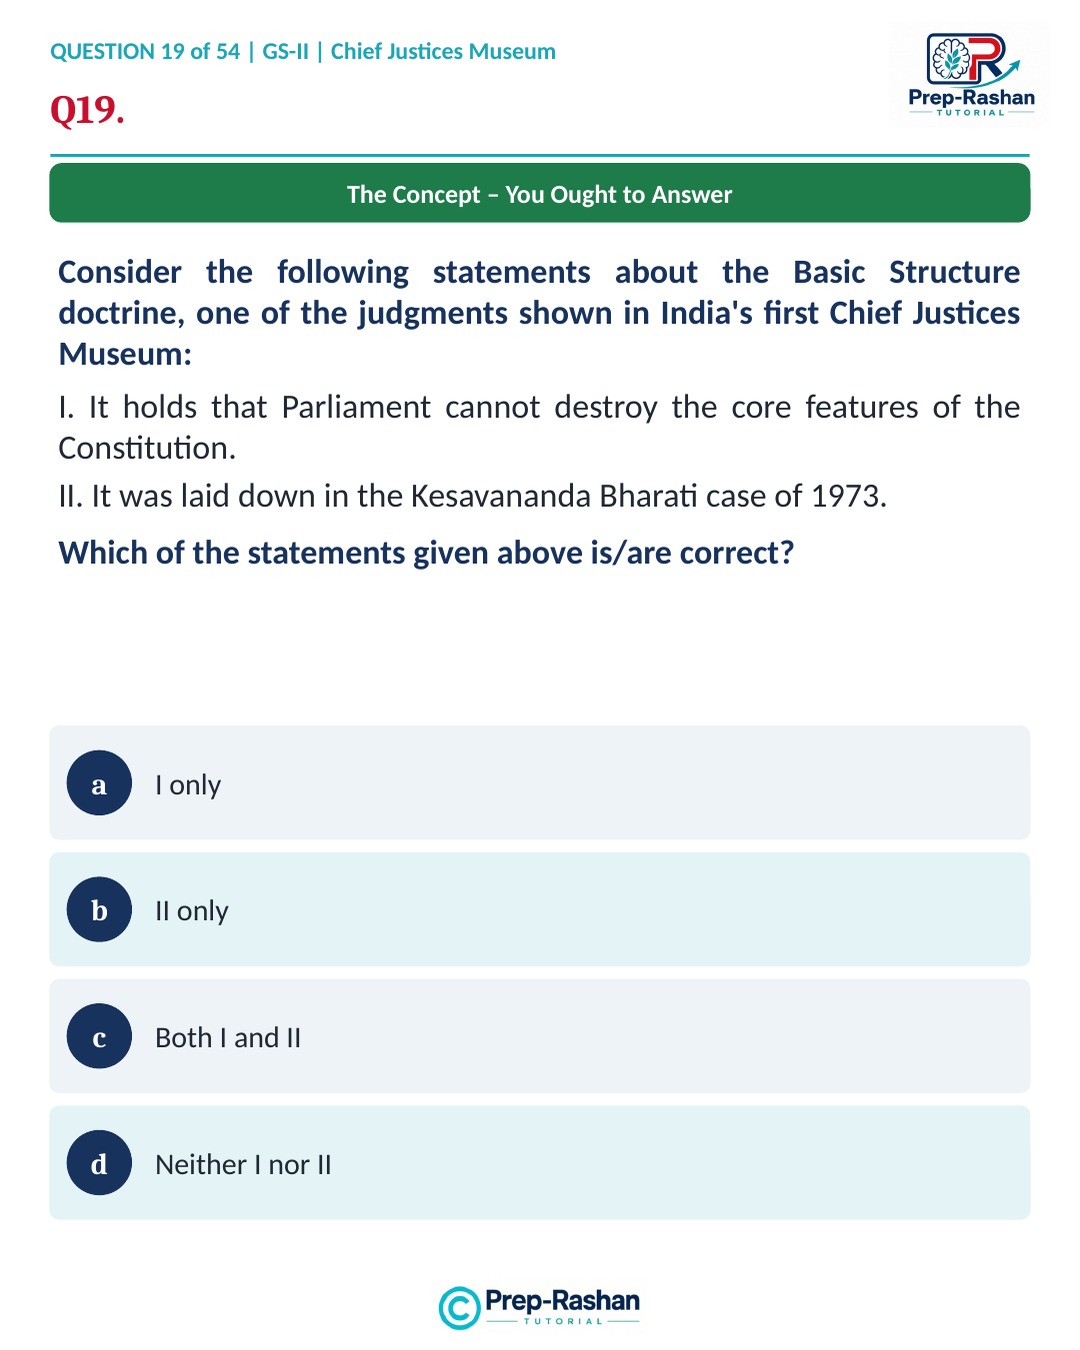 QUESTION 19 of 54 | GS-II | Chief Justices Museum
Q19.
Prep-Rashan
TUTORIAL
The Concept – You Ought to Answer
Consider the following statements about the Basic Structure
doctrine, one of the judgments shown in India's first Chief Justices
Museum:
I. It holds that Parliament cannot destroy the core features of the
Constitution.
II. It was laid down in the Kesavananda Bharati case of 1973.
Which of the statements given above is/are correct?
a I only
b II only
c Both I and II
d Neither I nor II
© Prep-Rashan
TUTORIAL